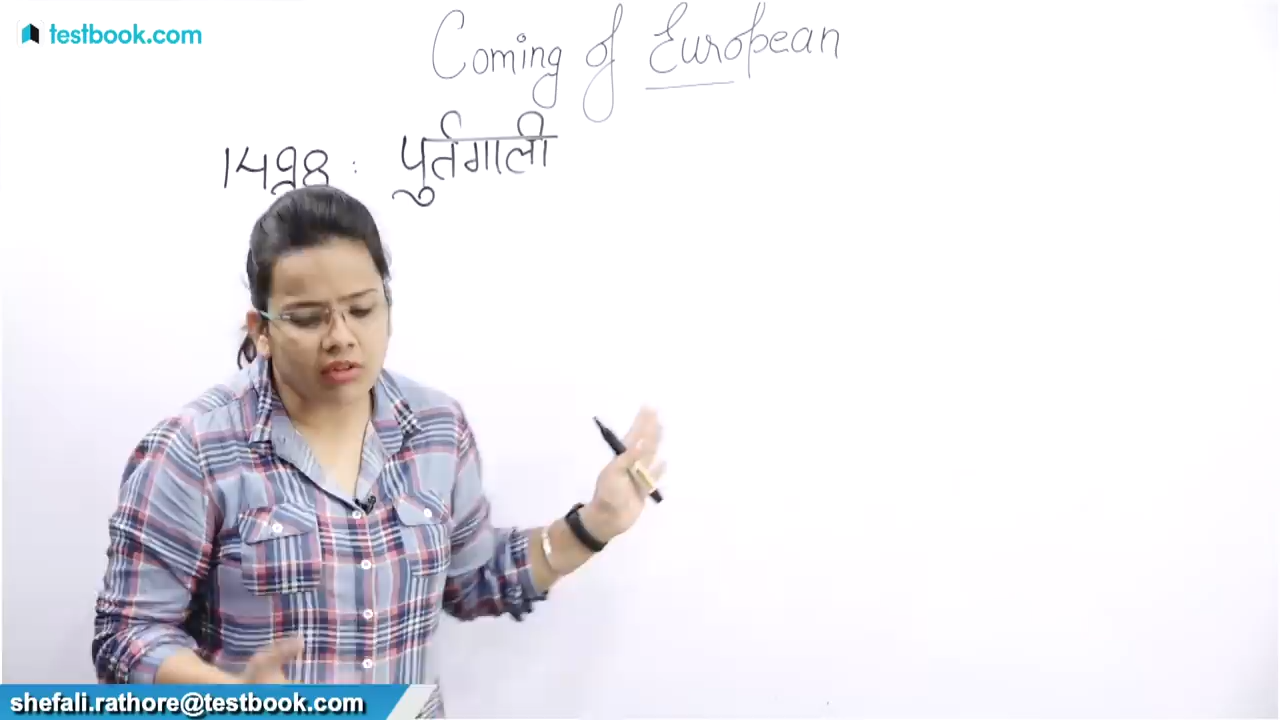 testbook.com
Coming of European
1498 : पुर्तगाली
shefali.rathore@testbook.com